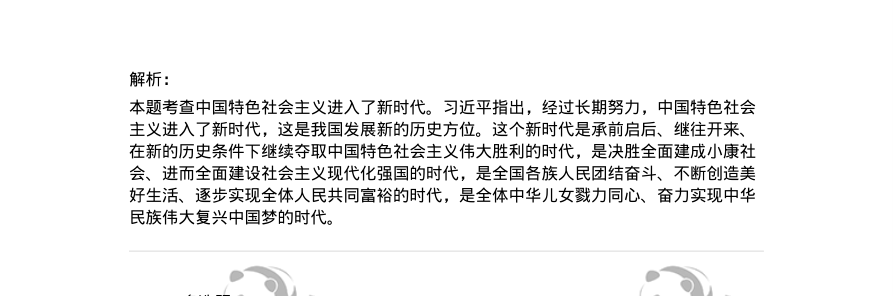 解析：
本题考查中国特色社会主义进入了新时代。习近平指出，经过长期努力，中国特色社会
主义进入了新时代，这是我国发展新的历史方位。这个新时代是承前启后、继往开来、
在新的历史条件下继续夺取中国特色社会主义伟大胜利的时代，是决胜全面建成小康社
会、进而全面建设社会主义现代化强国的时代，是全国各族人民团结奋斗、不断创造美
好生活、逐步实现全体人民共同富裕的时代，是全体中华儿女戮力同心、奋力实现中华
民族伟大复兴中国梦的时代。